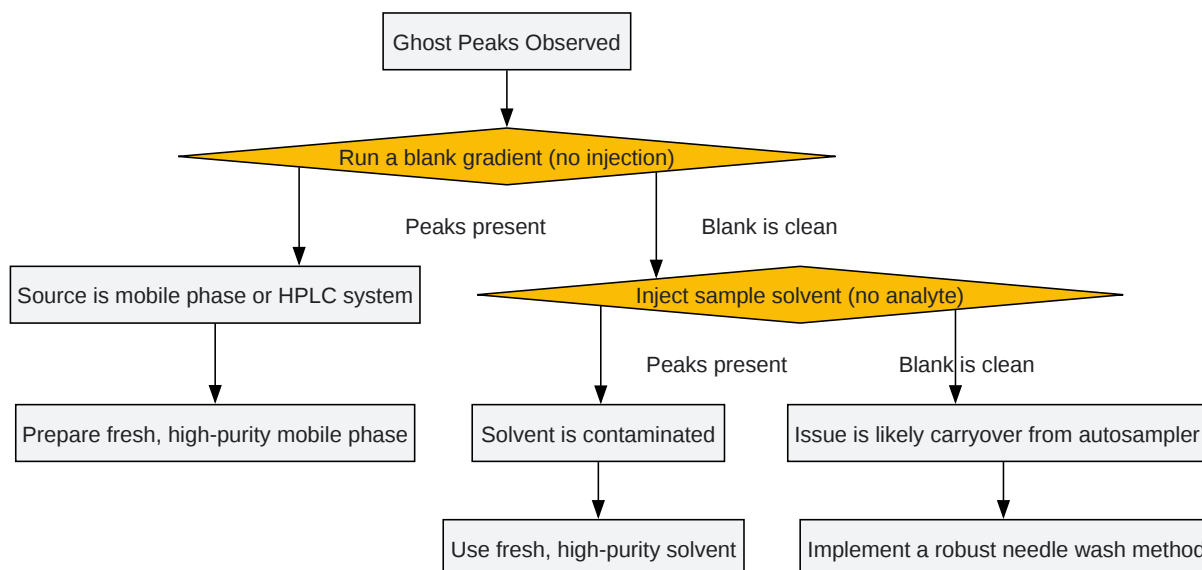 Ghost Peaks Observed
Run a blank gradient (no injection)
Peaks present
Blank is clean
Source is mobile phase or HPLC system
Inject sample solvent (no analyte)
Peaks present
Blank is clean
Prepare fresh, high-purity mobile phase
Solvent is contaminated
Issue is likely carryover from autosampler
Use fresh, high-purity solvent
Implement a robust needle wash method